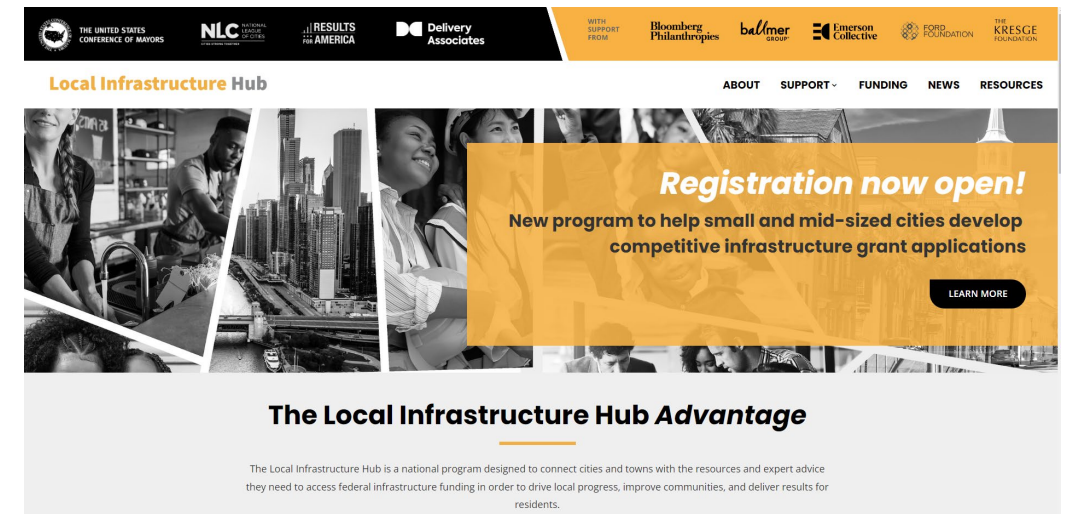 THE UNITED STATES
CONFERENCE OF MAYORS
NLC NATIONAL
LEAGUE
OF CITIES
CITIES STRONG TOGETHER
RESULTS
FOR AMERICA
Delivery
Associates
WITH
SUPPORT
FROM
Bloomberg
Philanthropies
ballmer
GROUP
Emerson
Collective
FORD
FOUNDATION
THE
KRESGE
FOUNDATION
Local Infrastructure Hub
ABOUT SUPPORT FUNDING NEWS RESOURCES
Registration now open!
New program to help small and mid-sized cities develop
competitive infrastructure grant applications
LEARN MORE
The Local Infrastructure Hub Advantage
The Local Infrastructure Hub is a national program designed to connect cities and towns with the resources and expert advice
they need to access federal infrastructure funding in order to drive local progress, improve communities, and deliver results for
residents.